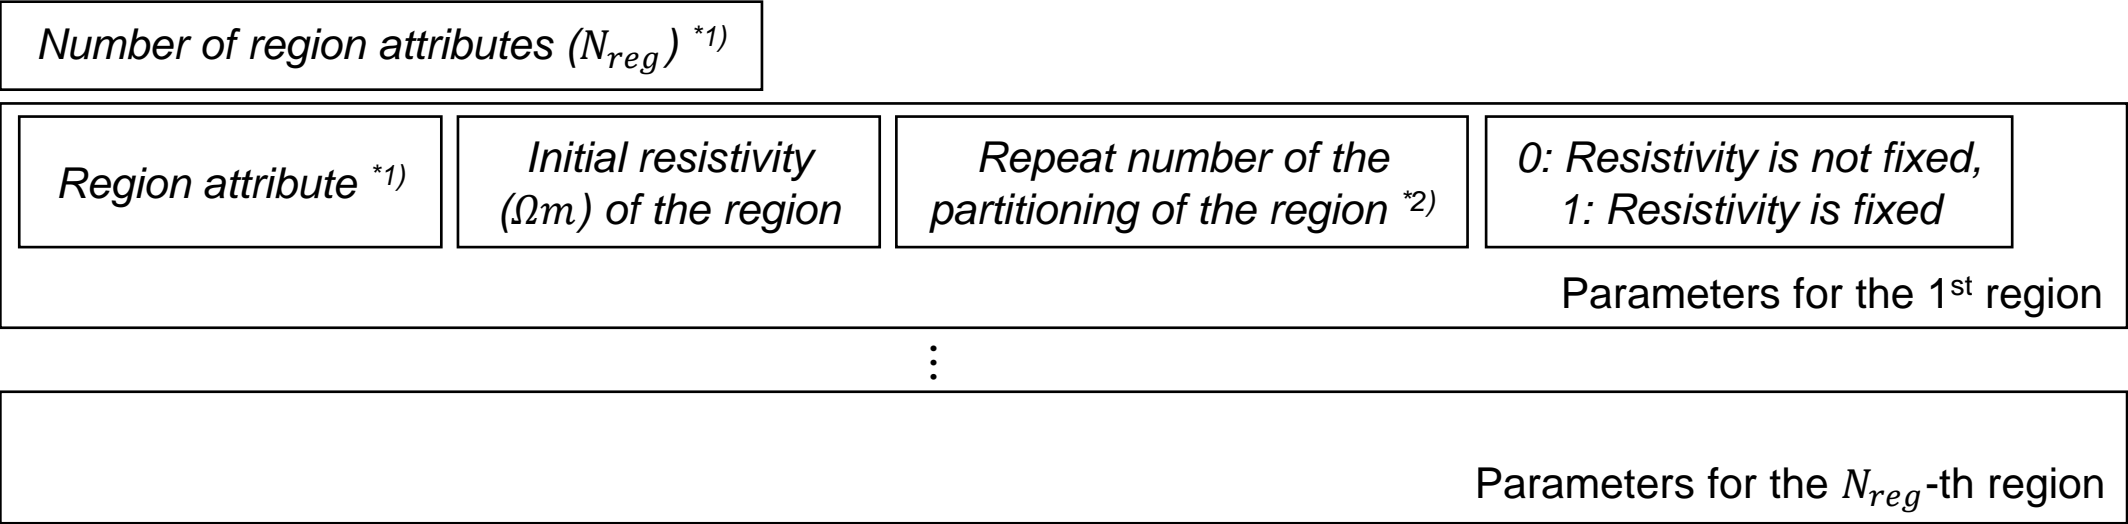 Number of region attributes (N_reg) *1)
Region attribute *1)
Initial resistivity
(Ωm) of the region
Repeat number of the
partitioning of the region *2)
0: Resistivity is not fixed,
1: Resistivity is fixed
Parameters for the 1st region
⋮
Parameters for the N_reg-th region